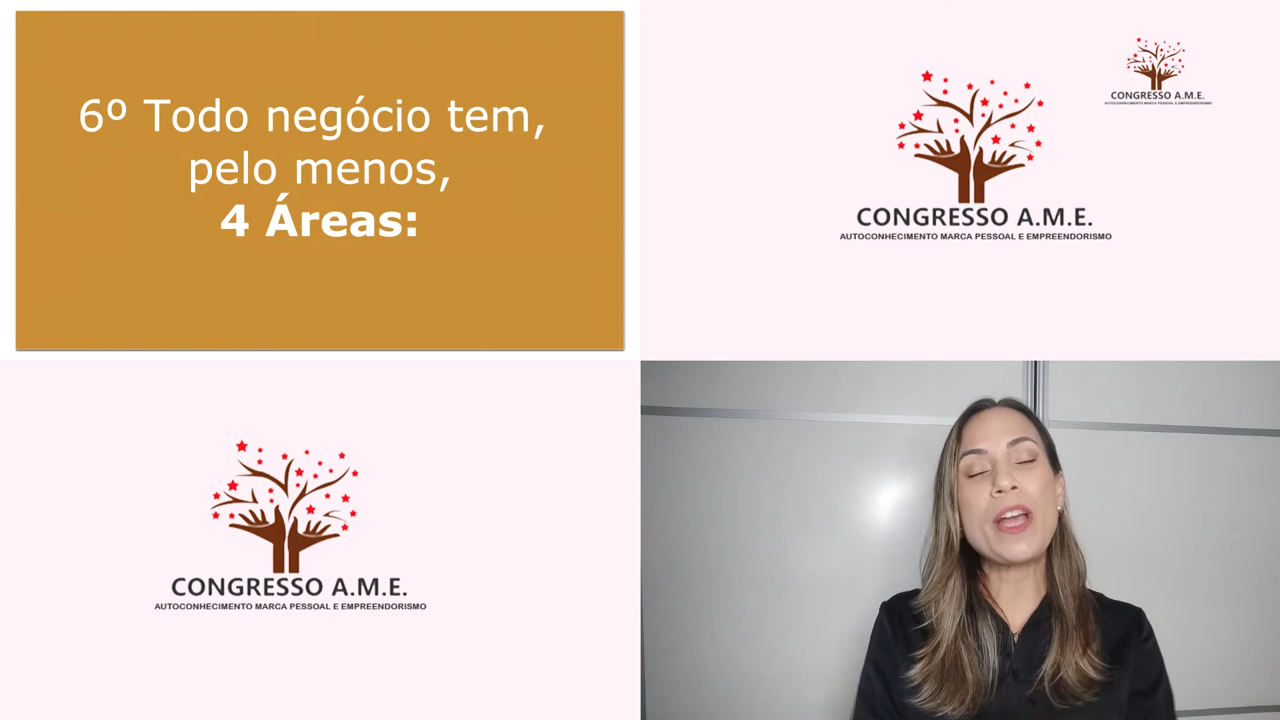 6º Todo negócio tem,
pelo menos,
4 Áreas:
CONGRESSO A.M.E.
AUTOCONHECIMENTO MARCA PESSOAL E EMPREENDORISMO
CONGRESSO A.M.E.
AUTOCONHECIMENTO MARCA PESSOAL E EMPREENDORISMO
CONGRESSO A.M.E.
AUTOCONHECIMENTO MARCA PESSOAL E EMPREENDORISMO